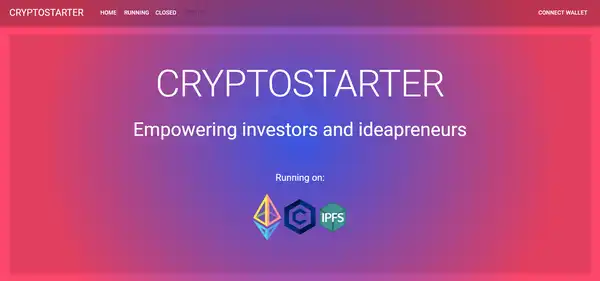 CRYPTOSTARTER HOME RUNNING CLOSED CONNECT WALLET
CRYPTOSTARTER
Empowering investors and ideapreneurs
Running on:
C IPFS